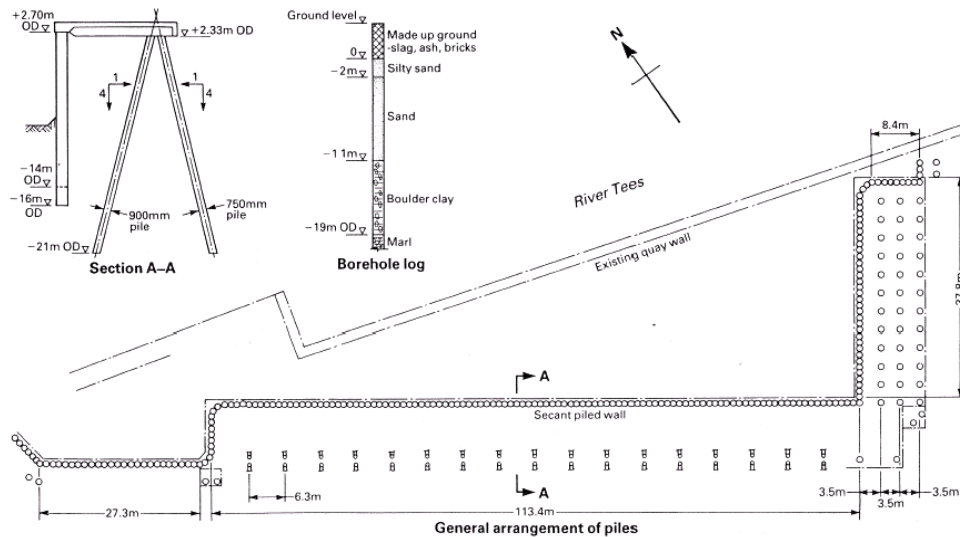 +2.70m
OD
+2.33m OD
1
4
1
4
-14m
OD
-16m
OD
-21m OD
900mm
pile
750mm
pile
Section A–A
Ground level
Made up ground
-slag, ash, bricks
0
Silty sand
-2m
Sand
-11m
Boulder clay
-19m OD
Marl
Borehole log
N
River Tees
Existing quay wall
8.4m
37.8m
A
Secant piled wall
A
6.3m
27.3m
113.4m
3.5m
3.5m
3.5m
General arrangement of piles